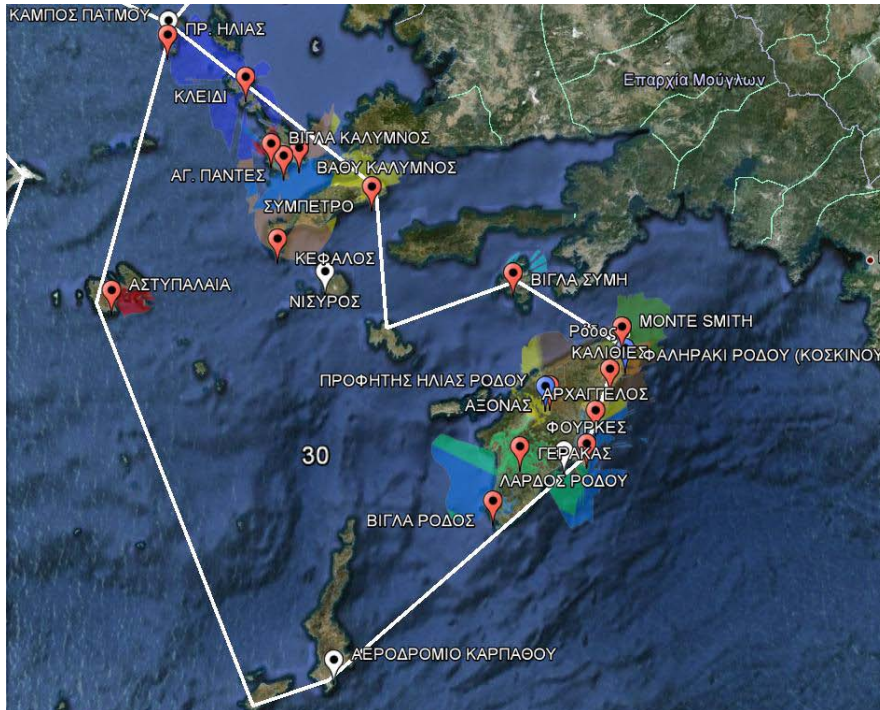 ΚΑΜΠΟΣ ΠΑΤΜΟΥ
ΠΡ. ΗΛΙΑΣ
ΚΛΕΙΔΙ
Επαρχία Μούγλων
ΒΙΓΛΑ ΚΑΛΥΜΝΟΣ
ΑΓ. ΠΑΝΤΕΣ
ΒΑΘΥ ΚΑΛΥΜΝΟΣ
ΣΥΜΠΕΤΡΟ
ΚΕΦΑΛΟΣ
ΝΙΣΥΡΟΣ
ΑΣΤΥΠΑΛΑΙΑ
ΒΙΓΛΑ ΣΥΜΗ
MONTE SMITH
Ρόδος
ΚΑΛΙΘΙΕΣ
ΦΑΛΗΡΑΚΙ ΡΟΔΟΥ (ΚΟΣΚΙΝΟΥ
ΠΡΟΦΗΤΗΣ ΗΛΙΑΣ ΡΟΔΟΥ
ΑΡΧΑΓΓΕΛΟΣ
ΑΞΟΝΑΣ
ΦΟΥΡΚΕΣ
30
ΓΕΡΑΚΑΣ
ΛΑΡΔΟΣ ΡΟΔΟΥ
ΒΙΓΛΑ ΡΟΔΟΣ
ΑΕΡΟΔΡΟΜΙΟ ΚΑΡΠΑΘΟΥ